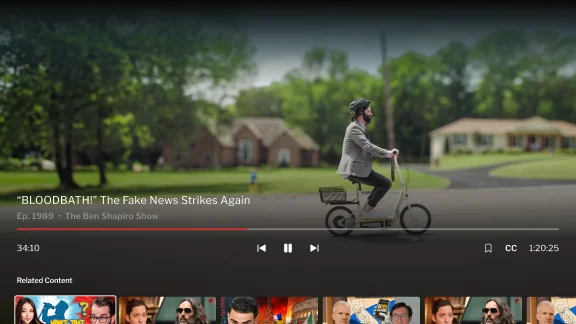 “BLOODBATH!” The Fake News Strikes Again
Ep. 1989 • The Ben Shapiro Show
34:10
CC
1:20:25
Related Content